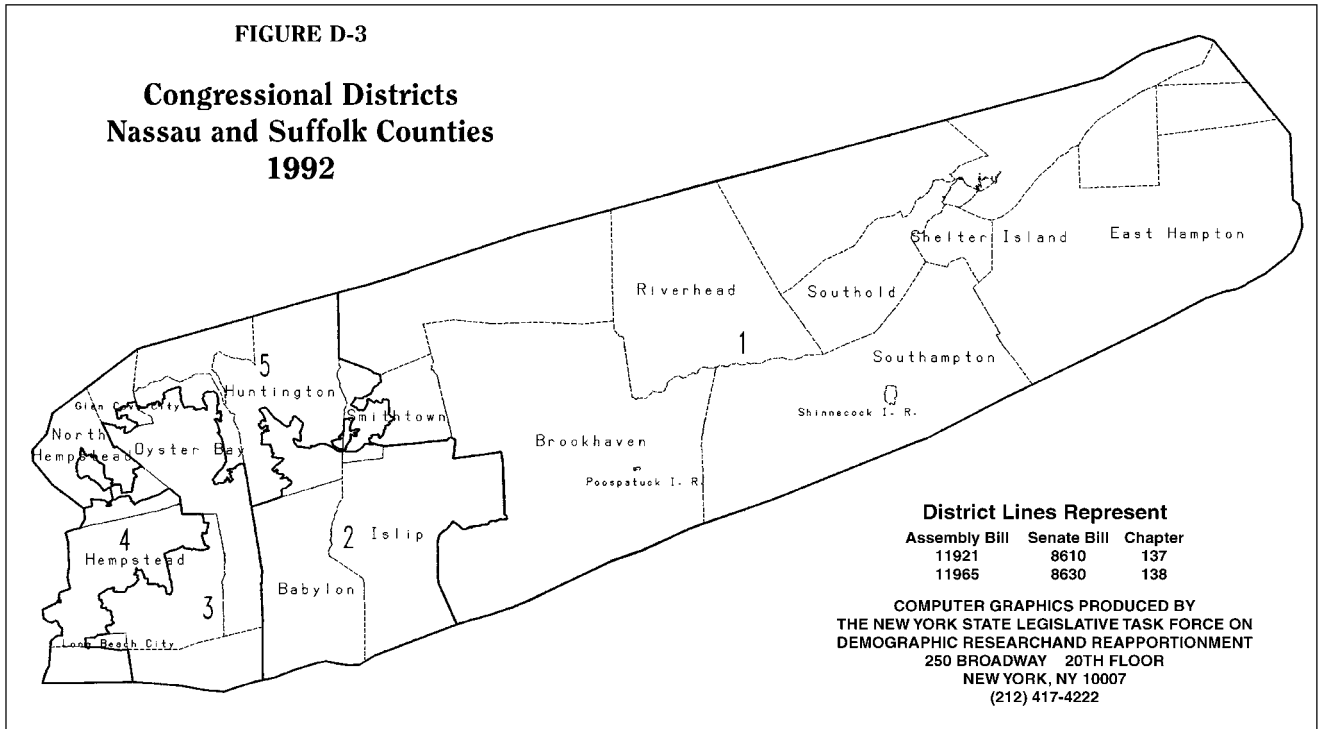 FIGURE D-3
Congressional Districts
Nassau and Suffolk Counties
1992
Riverhead
Southold
Shelter Island
East Hampton
1
Southampton
Shinnecock I. R.
5
Huntington
Smithtown
Glen Cove City
North
Hempstead
Oyster Bay
Brookhaven
Poospatuck I. R.
4
Hempstead
2
Islip
Babylon
3
Long Beach City
District Lines Represent
Assembly Bill Senate Bill Chapter
11921 8610 137
11965 8630 138
COMPUTER GRAPHICS PRODUCED BY
THE NEW YORK STATE LEGISLATIVE TASK FORCE ON
DEMOGRAPHIC RESEARCHAND REAPPORTIONMENT
250 BROADWAY 20TH FLOOR
NEW YORK, NY 10007
(212) 417-4222